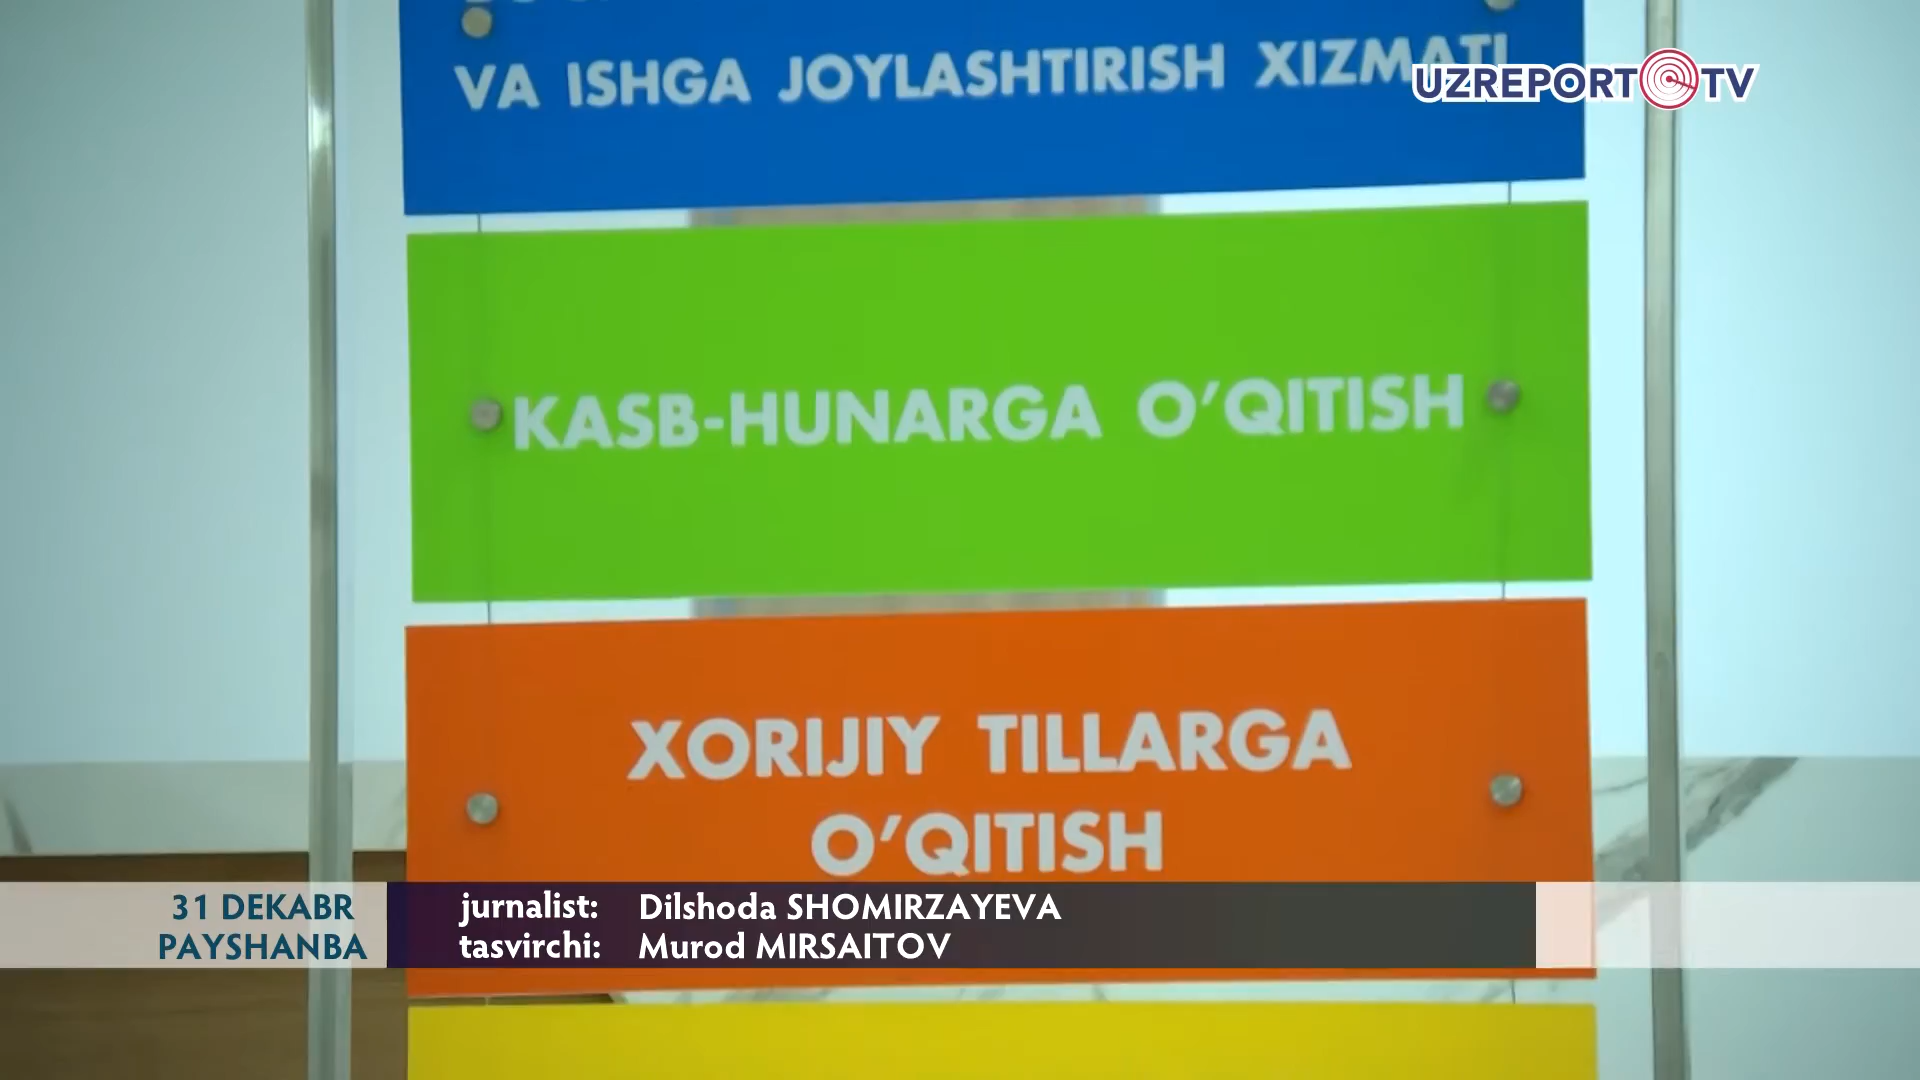 VA ISHGA JOYLASHTIRISH XIZMATI
UZREPORT TV
KASB-HUNARGA O'QITISH
XORIJIY TILLARGA
O'QITISH
31 DEKABR
PAYSHANBA
jurnalist: Dilshoda SHOMIRZAYEVA
tasvirchi: Murod MIRSAITOV